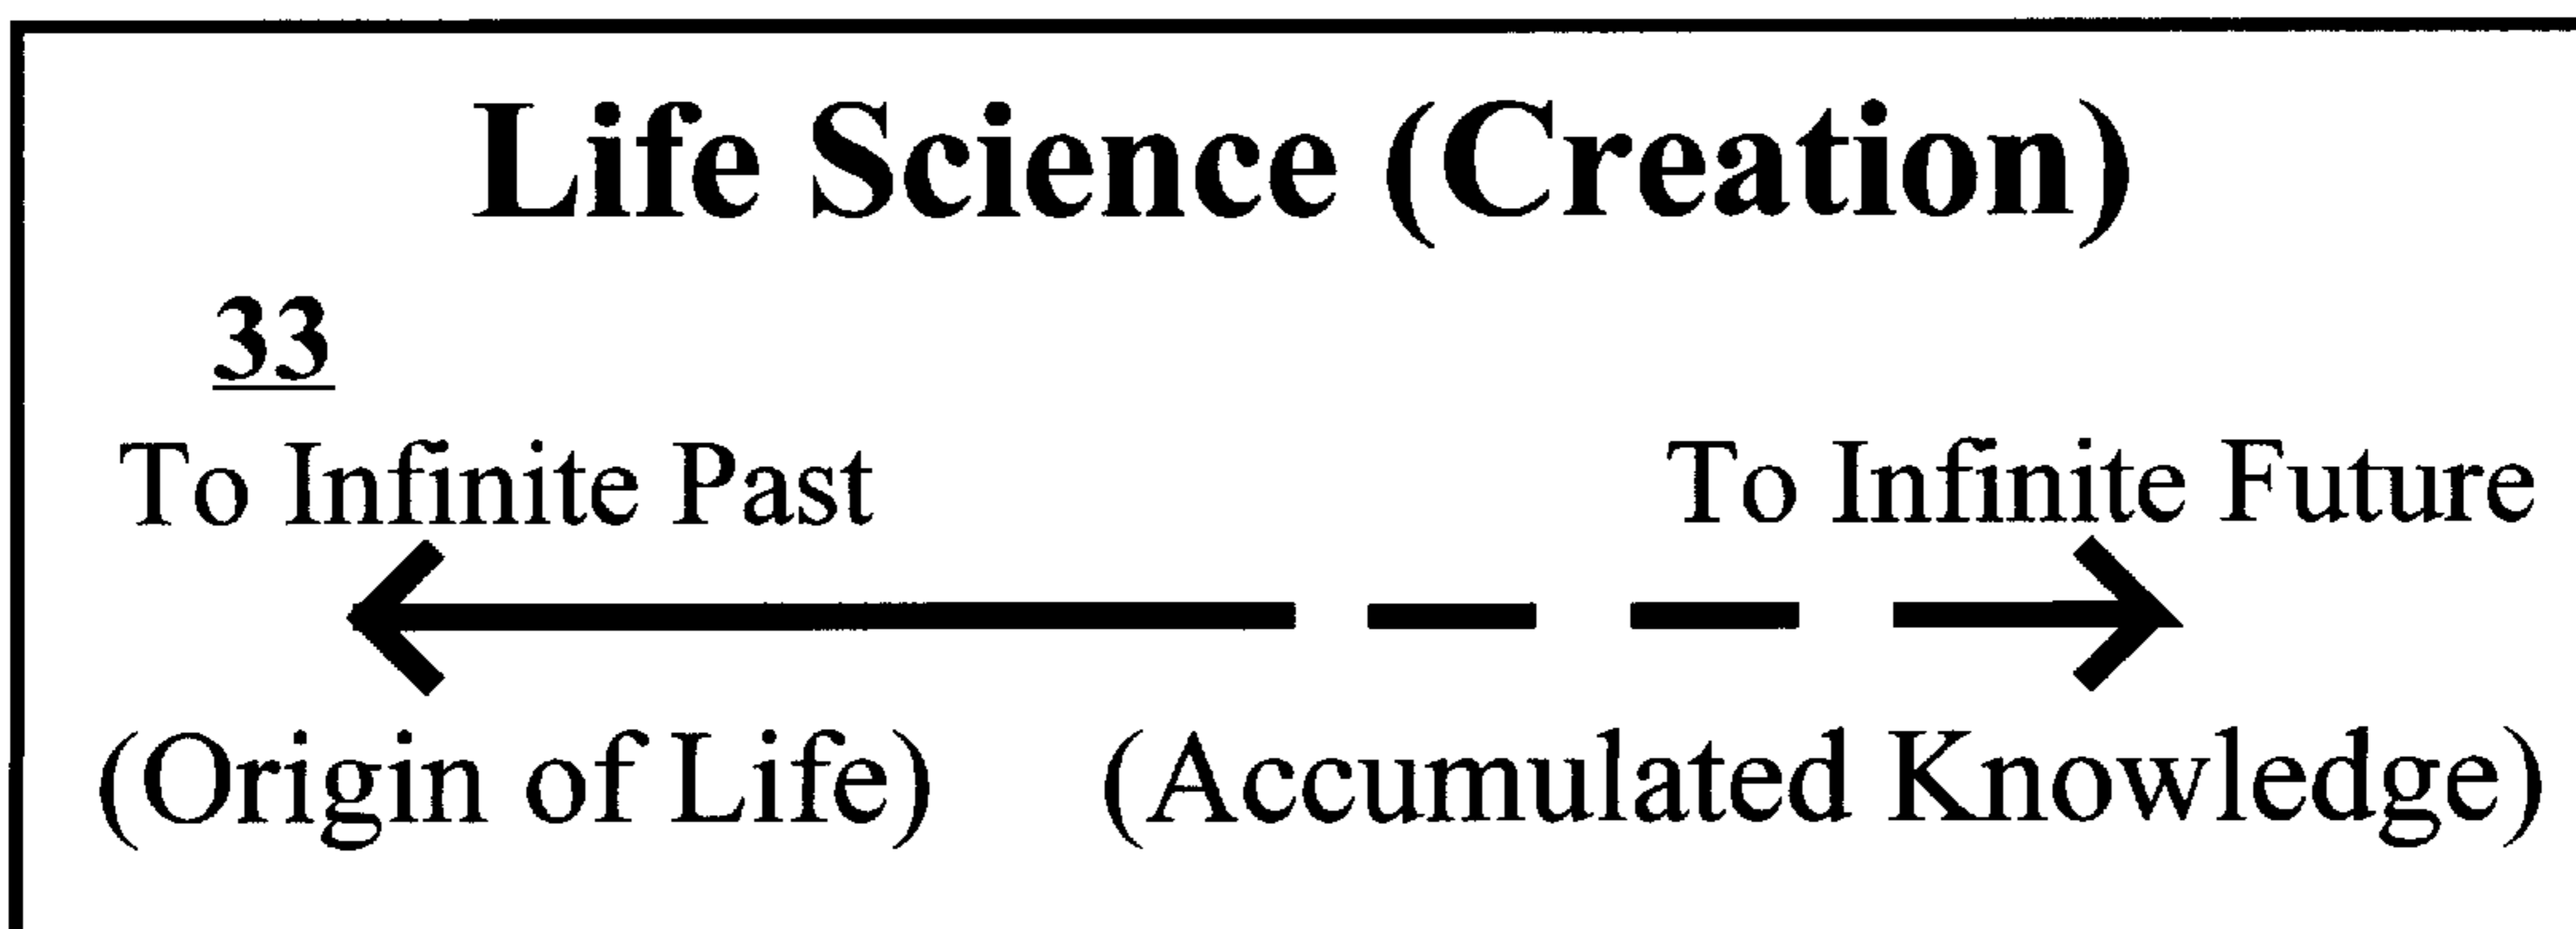 Life Science (Creation)
33
To Infinite Past To Infinite Future
(Origin of Life) (Accumulated Knowledge)